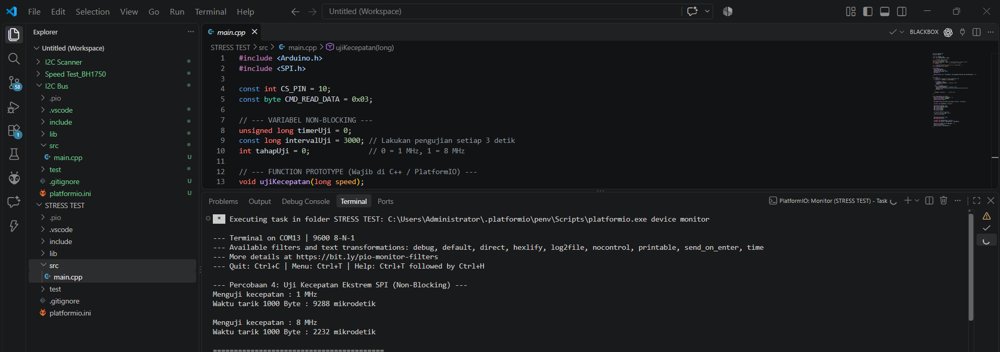 File Edit Selection View Go Run Terminal Help
Untitled (Workspace)
Explorer
Untitled (Workspace)
I2C Scanner
Speed Test_BH1750
I2C Bus
.pio
.vscode
include
lib
src
main.cpp U
test
.gitignore U
platformio.ini U
STRESS TEST
.pio
.vscode
include
lib
src
main.cpp
test
.gitignore
platformio.ini
58
1
main.cpp
BLACKBOX
STRESS TEST > src > main.cpp > ujiKecepatan(long)
1 #include <Arduino.h>
2 #include <SPI.h>
3
4 const int CS_PIN = 10;
5 const byte CMD_READ_DATA = 0x03;
6
7 // --- VARIABEL NON-BLOCKING ---
8 unsigned long timerUji = 0;
9 const long intervalUji = 3000; // Lakukan pengujian setiap 3 detik
10 int tahapUji = 0; // 0 = 1 MHz, 1 = 8 MHz
11
12 // --- FUNCTION PROTOTYPE (Wajib di C++ / PlatformIO) ---
13 void ujiKecepatan(long speed);
Problems Output Debug Console Terminal Ports
PlatformIO: Monitor (STRESS TEST) - Task
* Executing task in folder STRESS TEST: C:\Users\Administrator\.platformio\penv\Scripts\platformio.exe device monitor
--- Terminal on COM13 | 9600 8-N-1
--- Available filters and text transformations: debug, default, direct, hexlify, log2file, nocontrol, printable, send_on_enter, time
--- More details at https://bit.ly/pio-monitor-filters
--- Quit: Ctrl+C | Menu: Ctrl+T | Help: Ctrl+T followed by Ctrl+H
--- Percobaan 4: Uji Kecepatan Ekstrem SPI (Non-Blocking) ---
Menguji kecepatan : 1 MHz
Waktu tarik 1000 Byte : 9288 mikrodetik
Menguji kecepatan : 8 MHz
Waktu tarik 1000 Byte : 2232 mikrodetik
=========================================